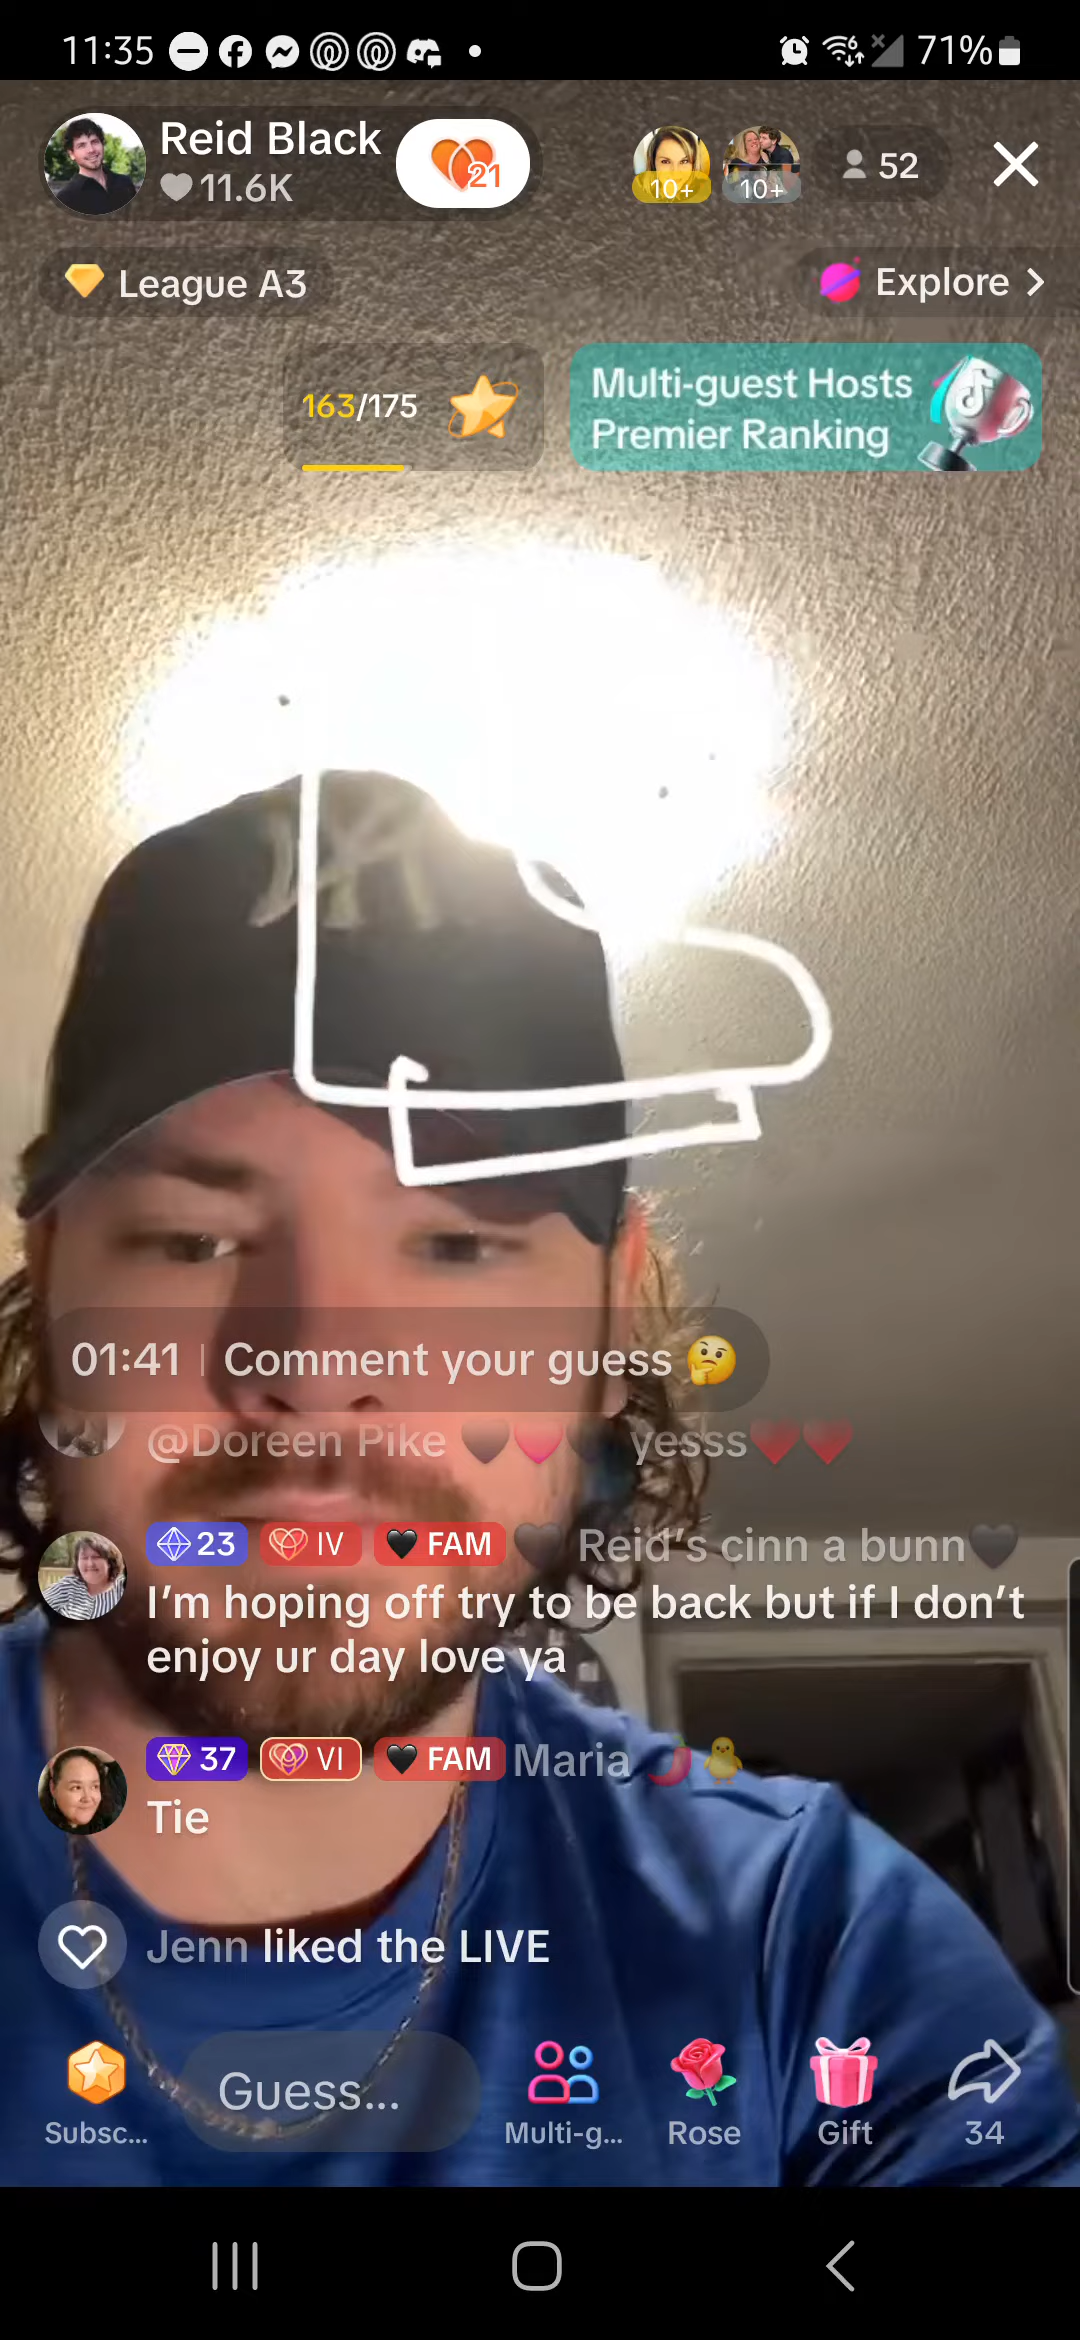 11:35
71%
Reid Black
11.6K
21
10+
10+
52
League A3
Explore
163/175
Multi-guest Hosts
Premier Ranking
NY
01:41 | Comment your guess 🤔
@Doreen Pike 🖤🩷🖤 yesss❤️❤️
23 IV 🖤 FAM 🖤 Reid's cinn a bunn🖤
I'm hoping off try to be back but if I don't
enjoy ur day love ya
37 VI 🖤 FAM Maria 🌶️🐥
Tie
Jenn liked the LIVE
Guess...
Subsc...
Multi-g...
Rose
Gift
34